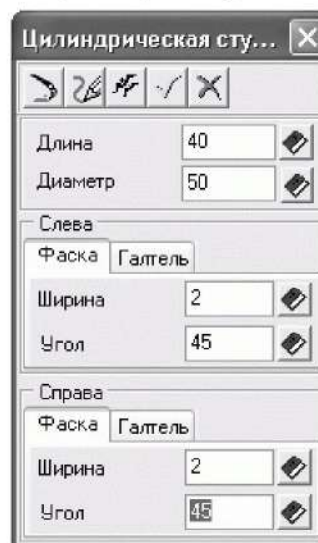 Цилиндрическая сту...
Длина 40
Диаметр 50
Слева
Фаска Галтель
Ширина 2
Угол 45
Справа
Фаска Галтель
Ширина 2
Угол 45